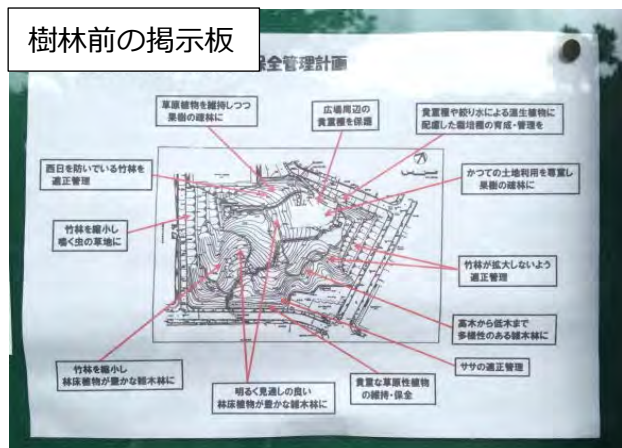 樹林前の掲示板
保全管理計画
草原植物を維持しつつ
果樹の疎林に
広場周辺の
貴重種を保護
貴重種や絞り水による湿生植物に
配慮した栽培種の育成・管理を
西日を防いでいる竹林を
適正管理
かつての土地利用を尊重し
果樹の疎林に
竹林を縮小し
鳴く虫の草地に
竹林が拡大しないよう
適正管理
高木から低木まで
多様性のある雑木林に
竹林を縮小し
林床植物が豊かな雑木林に
明るく見通しの良い
林床植物が豊かな雑木林に
貴重な草原性植物
の維持・保全
ササの適正管理